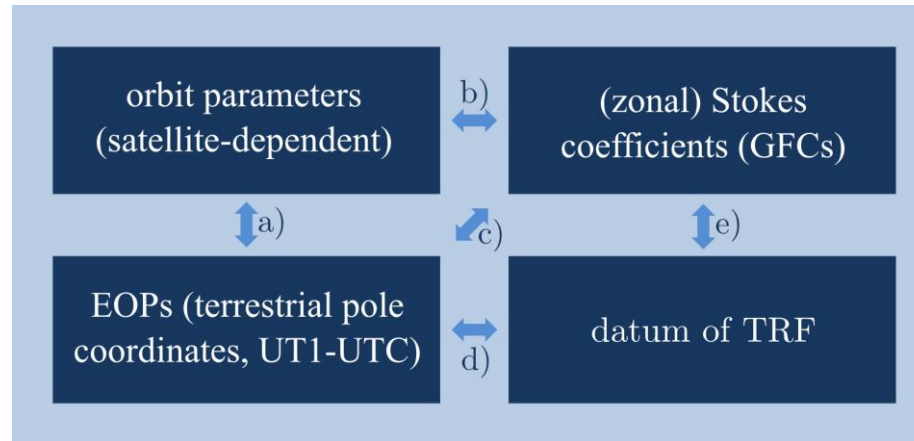 orbit parameters
(satellite-dependent)
b)
(zonal) Stokes
coefficients (GFCs)
a)
c)
e)
EOPs (terrestrial pole
coordinates, UT1-UTC)
d)
datum of TRF